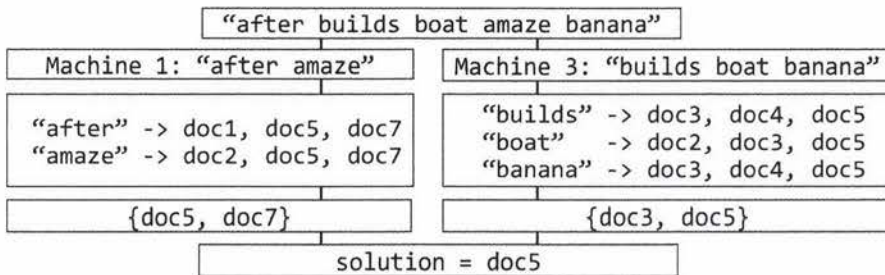 “after builds boat amaze banana”
Machine 1: “after amaze”
Machine 3: “builds boat banana”
“after” -> doc1, doc5, doc7
“amaze” -> doc2, doc5, doc7
“builds” -> doc3, doc4, doc5
“boat” -> doc2, doc3, doc5
“banana” -> doc3, doc4, doc5
{doc5, doc7}
{doc3, doc5}
solution = doc5